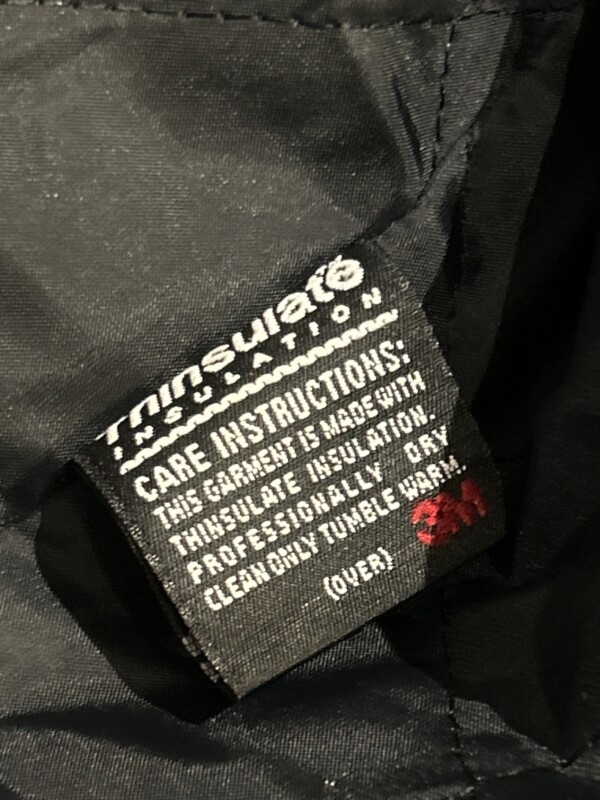 Thinsulate
INSULATION
CARE INSTRUCTIONS:
THIS GARMENT IS MADE WITH
THINSULATE INSULATION.
PROFESSIONALLY DRY
CLEAN ONLY TUMBLE WARM.
3M
(OVER)